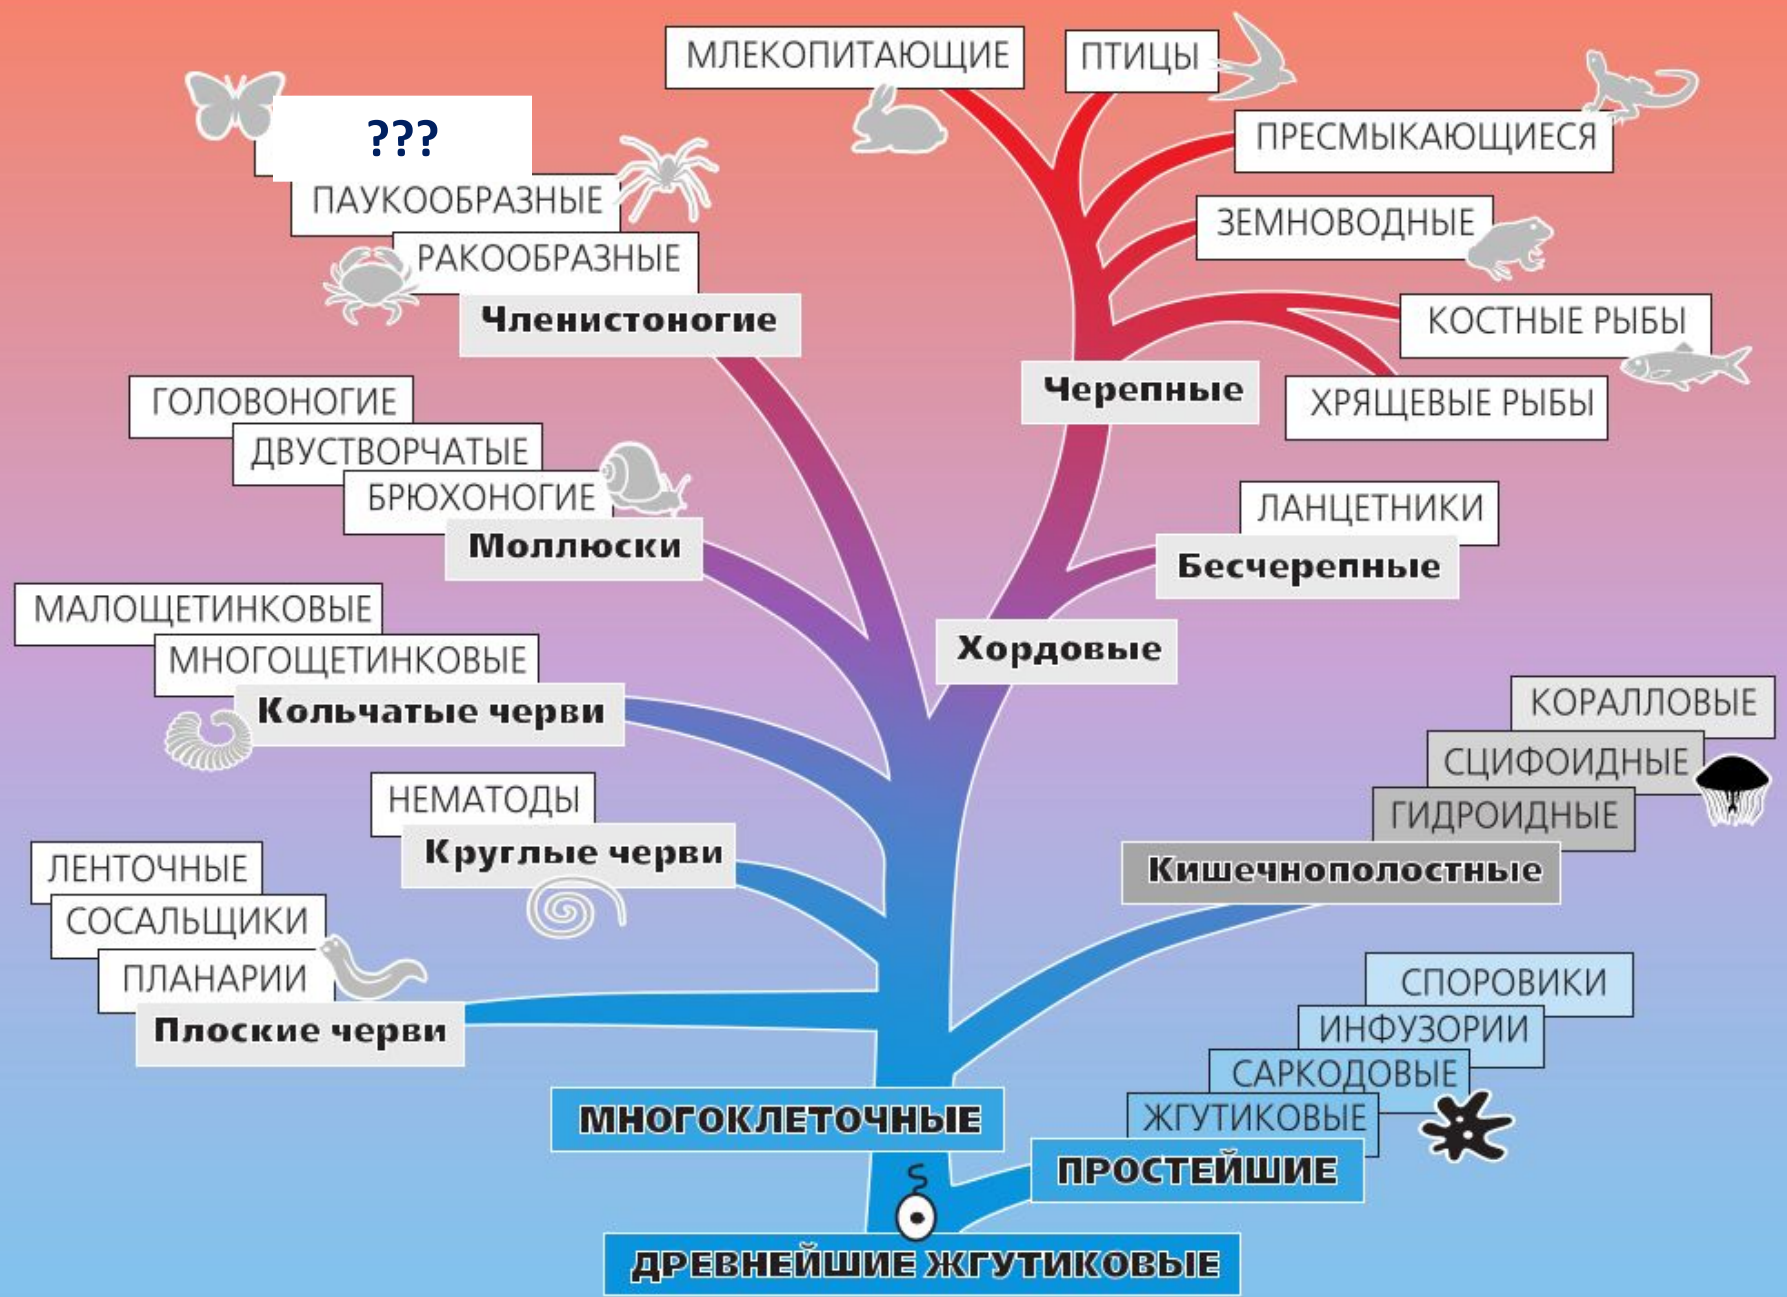 МЛЕКОПИТАЮЩИЕ
ПТИЦЫ
???
ПРЕСМЫКАЮЩИЕСЯ
ПАУКООБРАЗНЫЕ
ЗЕМНОВОДНЫЕ
РАКООБРАЗНЫЕ
Членистоногие
КОСТНЫЕ РЫБЫ
Черепные
ХРЯЩЕВЫЕ РЫБЫ
ГОЛОВОНОГИЕ
ДВУСТВОРЧАТЫЕ
БРЮХОНОГИЕ
Моллюски
ЛАНЦЕТНИКИ
Бесчерепные
МАЛОЩЕТИНКОВЫЕ
МНОГОЩЕТИНКОВЫЕ
Кольчатые черви
Хордовые
КОРАЛЛОВЫЕ
СЦИФОИДНЫЕ
ГИДРОИДНЫЕ
Кишечнополостные
НЕМАТОДЫ
Круглые черви
ЛЕНТОЧНЫЕ
СОСАЛЬЩИКИ
ПЛАНАРИИ
Плоские черви
СПОРОВИКИ
ИНФУЗОРИИ
САРКОДОВЫЕ
ЖГУТИКОВЫЕ
МНОГОКЛЕТОЧНЫЕ
ПРОСТЕЙШИЕ
ДРЕВНЕЙШИЕ ЖГУТИКОВЫЕ